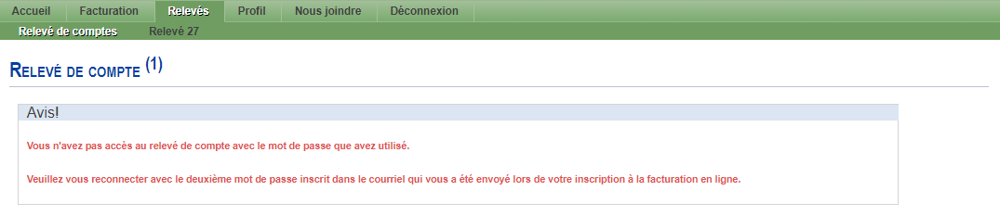 Accueil Facturation Relevés Profil Nous joindre Déconnexion
Relevé de comptes Relevé 27
RELEVÉ DE COMPTE (1)
Avis!
Vous n'avez pas accès au relevé de compte avec le mot de passe que avez utilisé.
Veuillez vous reconnecter avec le deuxième mot de passe inscrit dans le courriel qui vous a été envoyé lors de votre inscription à la facturation en ligne.